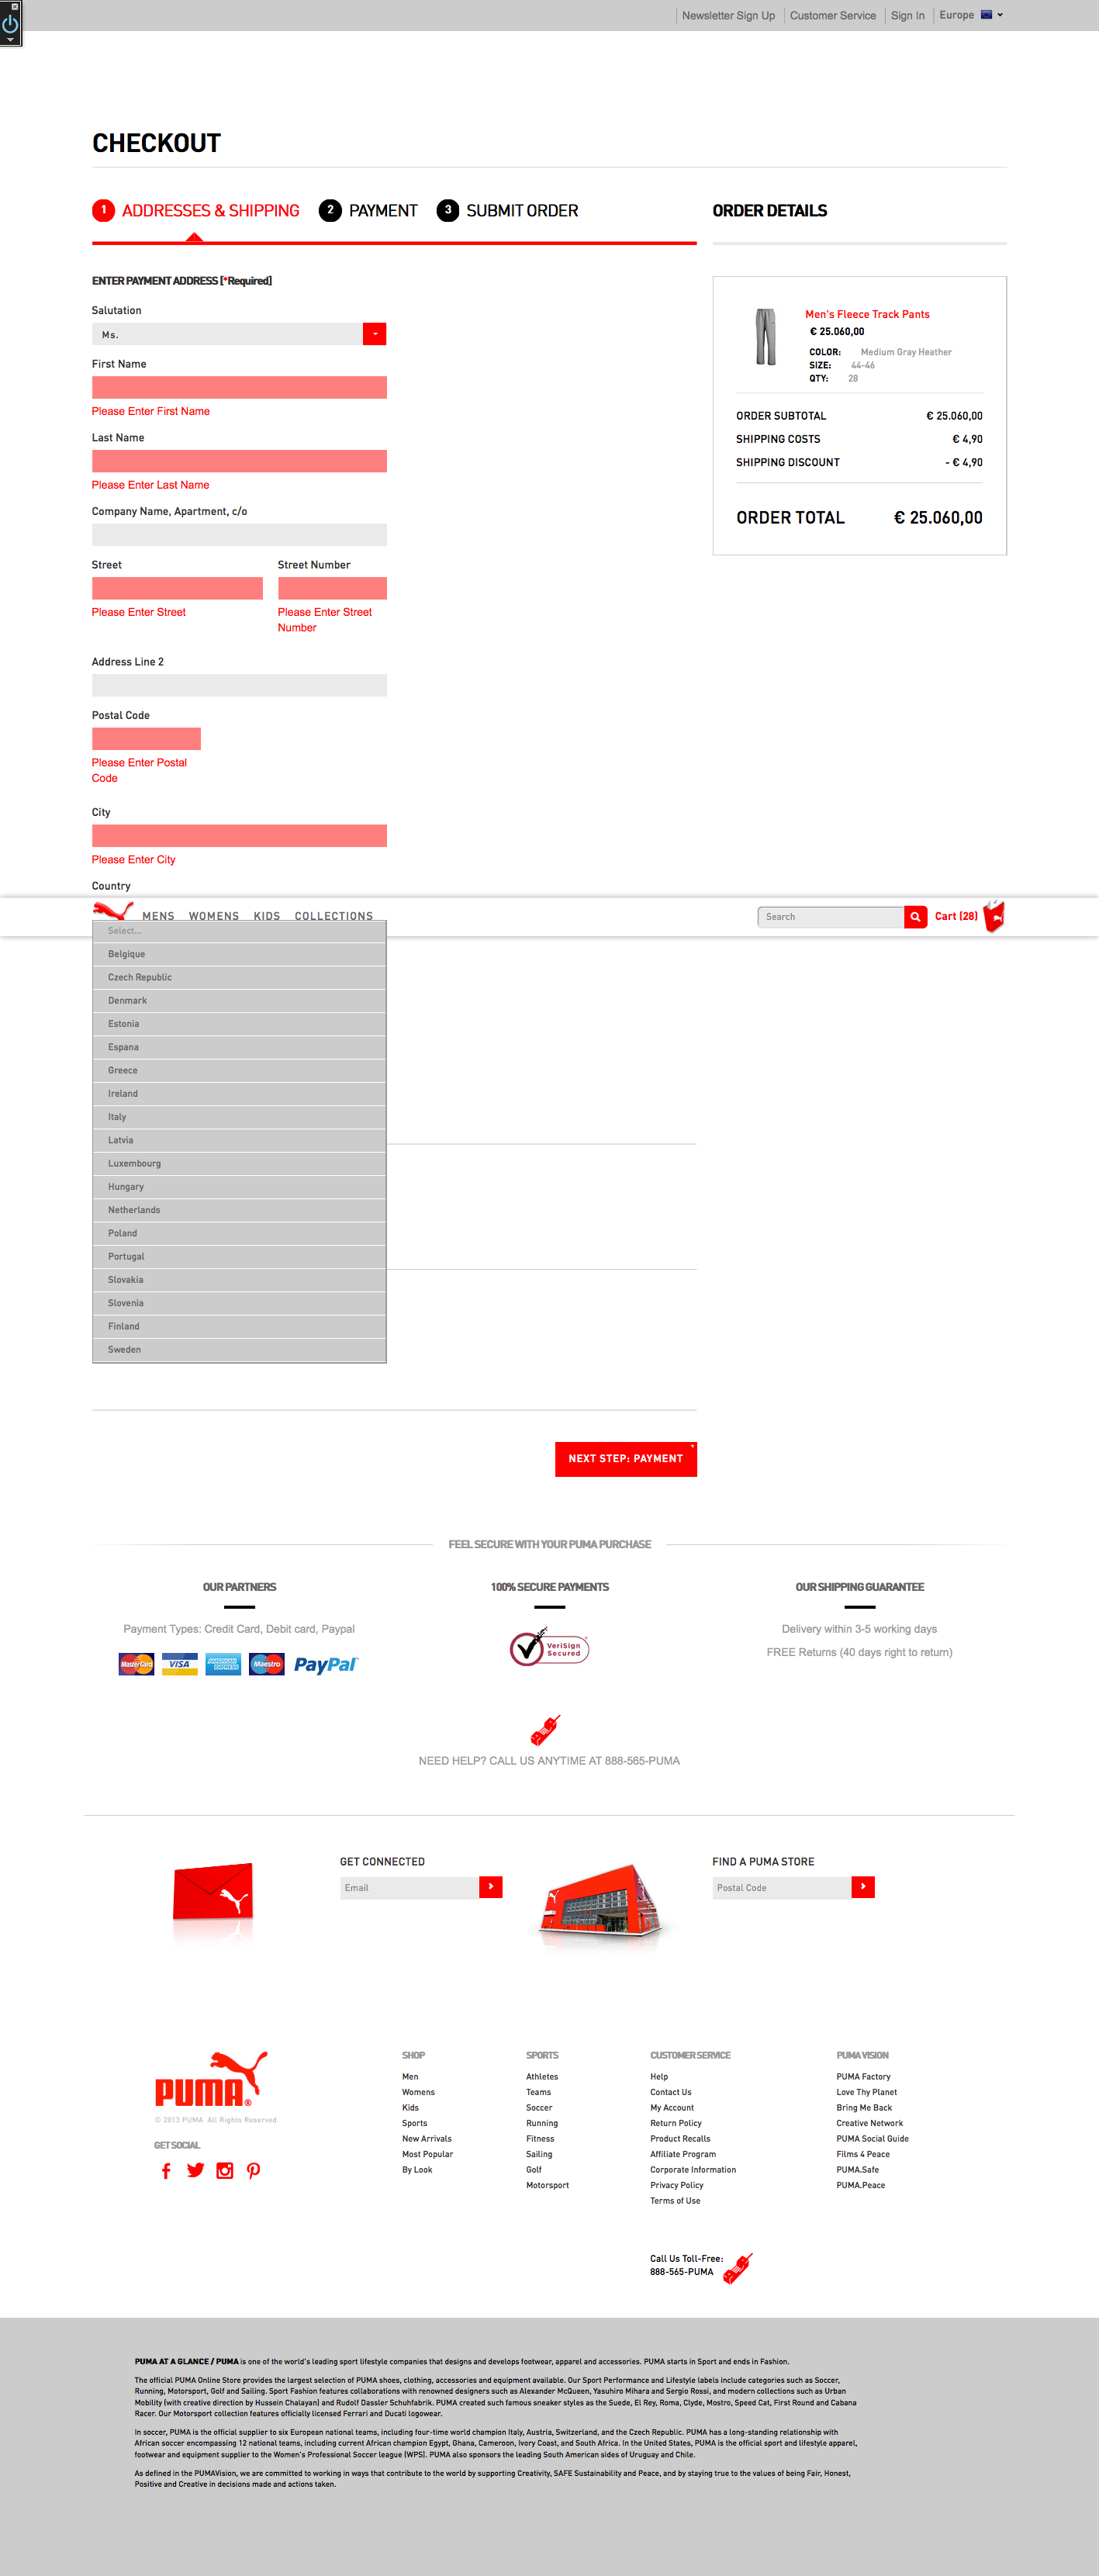 Newsletter Sign Up
Customer Service
Sign In
Europe
CHECKOUT
1 ADDRESSES & SHIPPING
2 PAYMENT
3 SUBMIT ORDER
ORDER DETAILS
ENTER PAYMENT ADDRESS [*Required]
Salutation
Ms.
First Name
Please Enter First Name
Last Name
Please Enter Last Name
Company Name, Apartment, c/o
Street
Street Number
Please Enter Street
Please Enter Street
Number
Address Line 2
Postal Code
Please Enter Postal
Code
City
Please Enter City
Country
Men's Fleece Track Pants
€ 25.060,00
COLOR: Medium Gray Heather
SIZE: 44-46
QTY: 28
ORDER SUBTOTAL € 25.060,00
SHIPPING COSTS € 4,90
SHIPPING DISCOUNT - € 4,90
ORDER TOTAL € 25.060,00
MENS
WOMENS
KIDS
COLLECTIONS
Search
Cart (28)
Select...
Belgique
Czech Republic
Denmark
Estonia
Espana
Greece
Ireland
Italy
Latvia
Luxembourg
Hungary
Netherlands
Poland
Portugal
Slovakia
Slovenia
Finland
Sweden
NEXT STEP: PAYMENT
FEEL SECURE WITH YOUR PUMA PURCHASE
OUR PARTNERS
Payment Types: Credit Card, Debit card, Paypal
MasterCard
VISA
AMERICAN EXPRESS
Maestro
PayPal
100% SECURE PAYMENTS
VeriSign
Secured
OUR SHIPPING GUARANTEE
Delivery within 3-5 working days
FREE Returns (40 days right to return)
NEED HELP? CALL US ANYTIME AT 888-565-PUMA
GET CONNECTED
Email
FIND A PUMA STORE
Postal Code
PUMA®
© 2013 PUMA All Rights Reserved
GET SOCIAL
SHOP
Men
Womens
Kids
Sports
New Arrivals
Most Popular
By Look
SPORTS
Athletes
Teams
Soccer
Running
Fitness
Sailing
Golf
Motorsport
CUSTOMER SERVICE
Help
Contact Us
My Account
Return Policy
Product Recalls
Affiliate Program
Corporate Information
Privacy Policy
Terms of Use
Call Us Toll-Free:
888-565-PUMA
PUMA VISION
PUMA Factory
Love Thy Planet
Bring Me Back
Creative Network
PUMA Social Guide
Films 4 Peace
PUMA.Safe
PUMA.Peace
PUMA AT A GLANCE / PUMA is one of the world's leading sport lifestyle companies that designs and develops footwear, apparel and accessories. PUMA starts in Sport and ends in Fashion.
The official PUMA Online Store provides the largest selection of PUMA shoes, clothing, accessories and equipment available. Our Sport Performance and Lifestyle labels include categories such as Soccer,
Running, Motorsport, Golf and Sailing. Sport Fashion features collaborations with renowned designers such as Alexander McQueen, Yasuhiro Mihara and Sergio Rossi, and modern collections such as Urban
Mobility (with creative direction by Hussein Chalayan) and Rudolf Dassler Schuhfabrik. PUMA created such famous sneaker styles as the Suede, El Rey, Roma, Clyde, Mostro, Speed Cat, First Round and Cabana
Racer. Our Motorsport collection features officially licensed Ferrari and Ducati logowear.
In soccer, PUMA is the official supplier to six European national teams, including four-time world champion Italy, Austria, Switzerland, and the Czech Republic. PUMA has a long-standing relationship with
African soccer encompassing 12 national teams, including current African champion Egypt, Ghana, Cameroon, Ivory Coast, and South Africa. In the United States, PUMA is the official sport and lifestyle apparel,
footwear and equipment supplier to the Women's Professional Soccer league (WPS). PUMA also sponsors the leading South American sides of Uruguay and Chile.
As defined in the PUMAVision, we are committed to working in ways that contribute to the world by supporting Creativity, SAFE Sustainability and Peace, and by staying true to the values of being Fair, Honest,
Positive and Creative in decisions made and actions taken.